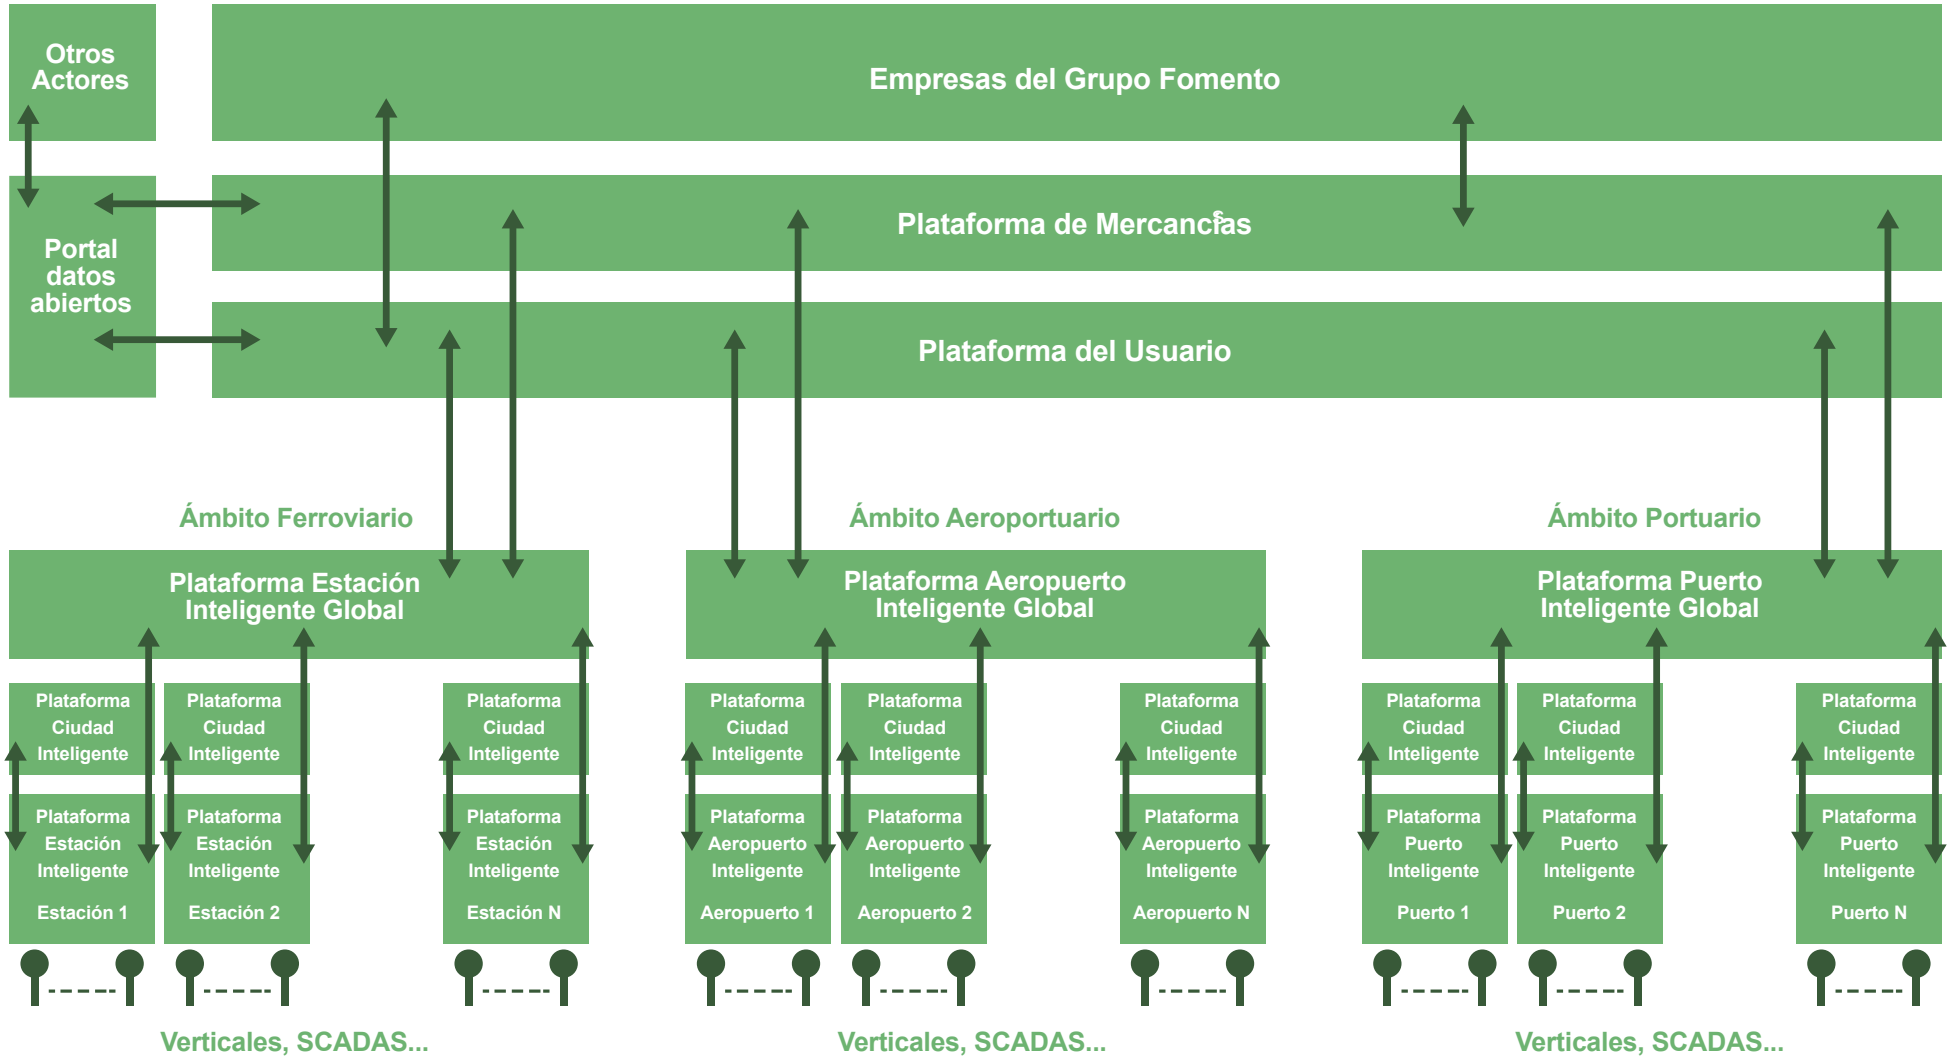 Otros
Actores
Empresas del Grupo Fomento
Portal
datos
abiertos
Plataforma de Mercancías
Plataforma del Usuario
Ámbito Ferroviario
Ámbito Aeroportuario
Ámbito Portuario
Plataforma Estación
Inteligente Global
Plataforma Aeropuerto
Inteligente Global
Plataforma Puerto
Inteligente Global
Plataforma
Ciudad
Inteligente
Plataforma
Ciudad
Inteligente
Plataforma
Ciudad
Inteligente
Plataforma
Ciudad
Inteligente
Plataforma
Ciudad
Inteligente
Plataforma
Ciudad
Inteligente
Plataforma
Ciudad
Inteligente
Plataforma
Ciudad
Inteligente
Plataforma
Ciudad
Inteligente
Plataforma
Estación
Inteligente
Estación 1
Plataforma
Estación
Inteligente
Estación 2
Plataforma
Estación
Inteligente
Estación N
Plataforma
Aeropuerto
Inteligente
Aeropuerto 1
Plataforma
Aeropuerto
Inteligente
Aeropuerto 2
Plataforma
Aeropuerto
Inteligente
Aeropuerto N
Plataforma
Puerto
Inteligente
Puerto 1
Plataforma
Puerto
Inteligente
Puerto 2
Plataforma
Puerto
Inteligente
Puerto N
Verticales, SCADAS...
Verticales, SCADAS...
Verticales, SCADAS...